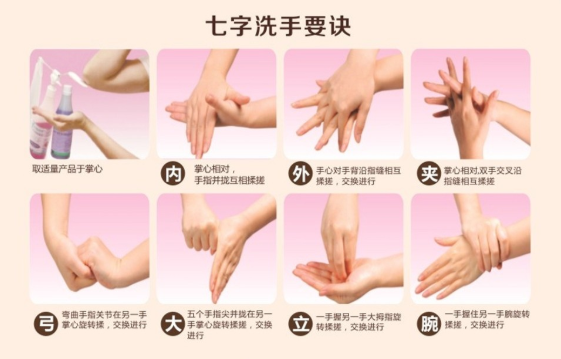 七字洗手要诀
取适量产品于掌心
内
掌心相对，
手指并拢互相揉搓
外
手心对手背沿指缝相互
揉搓，交换进行
夹
掌心相对,双手交叉沿
指缝相互揉搓
弓
弯曲手指关节在另一手
掌心旋转揉，交换进行
大
五个手指尖并拢在另一
手掌心旋转揉搓，交换
进行
立
一手握另一手大拇指旋
转揉搓，交换进行
腕
一手握住另一手腕旋转
揉搓，交换进行